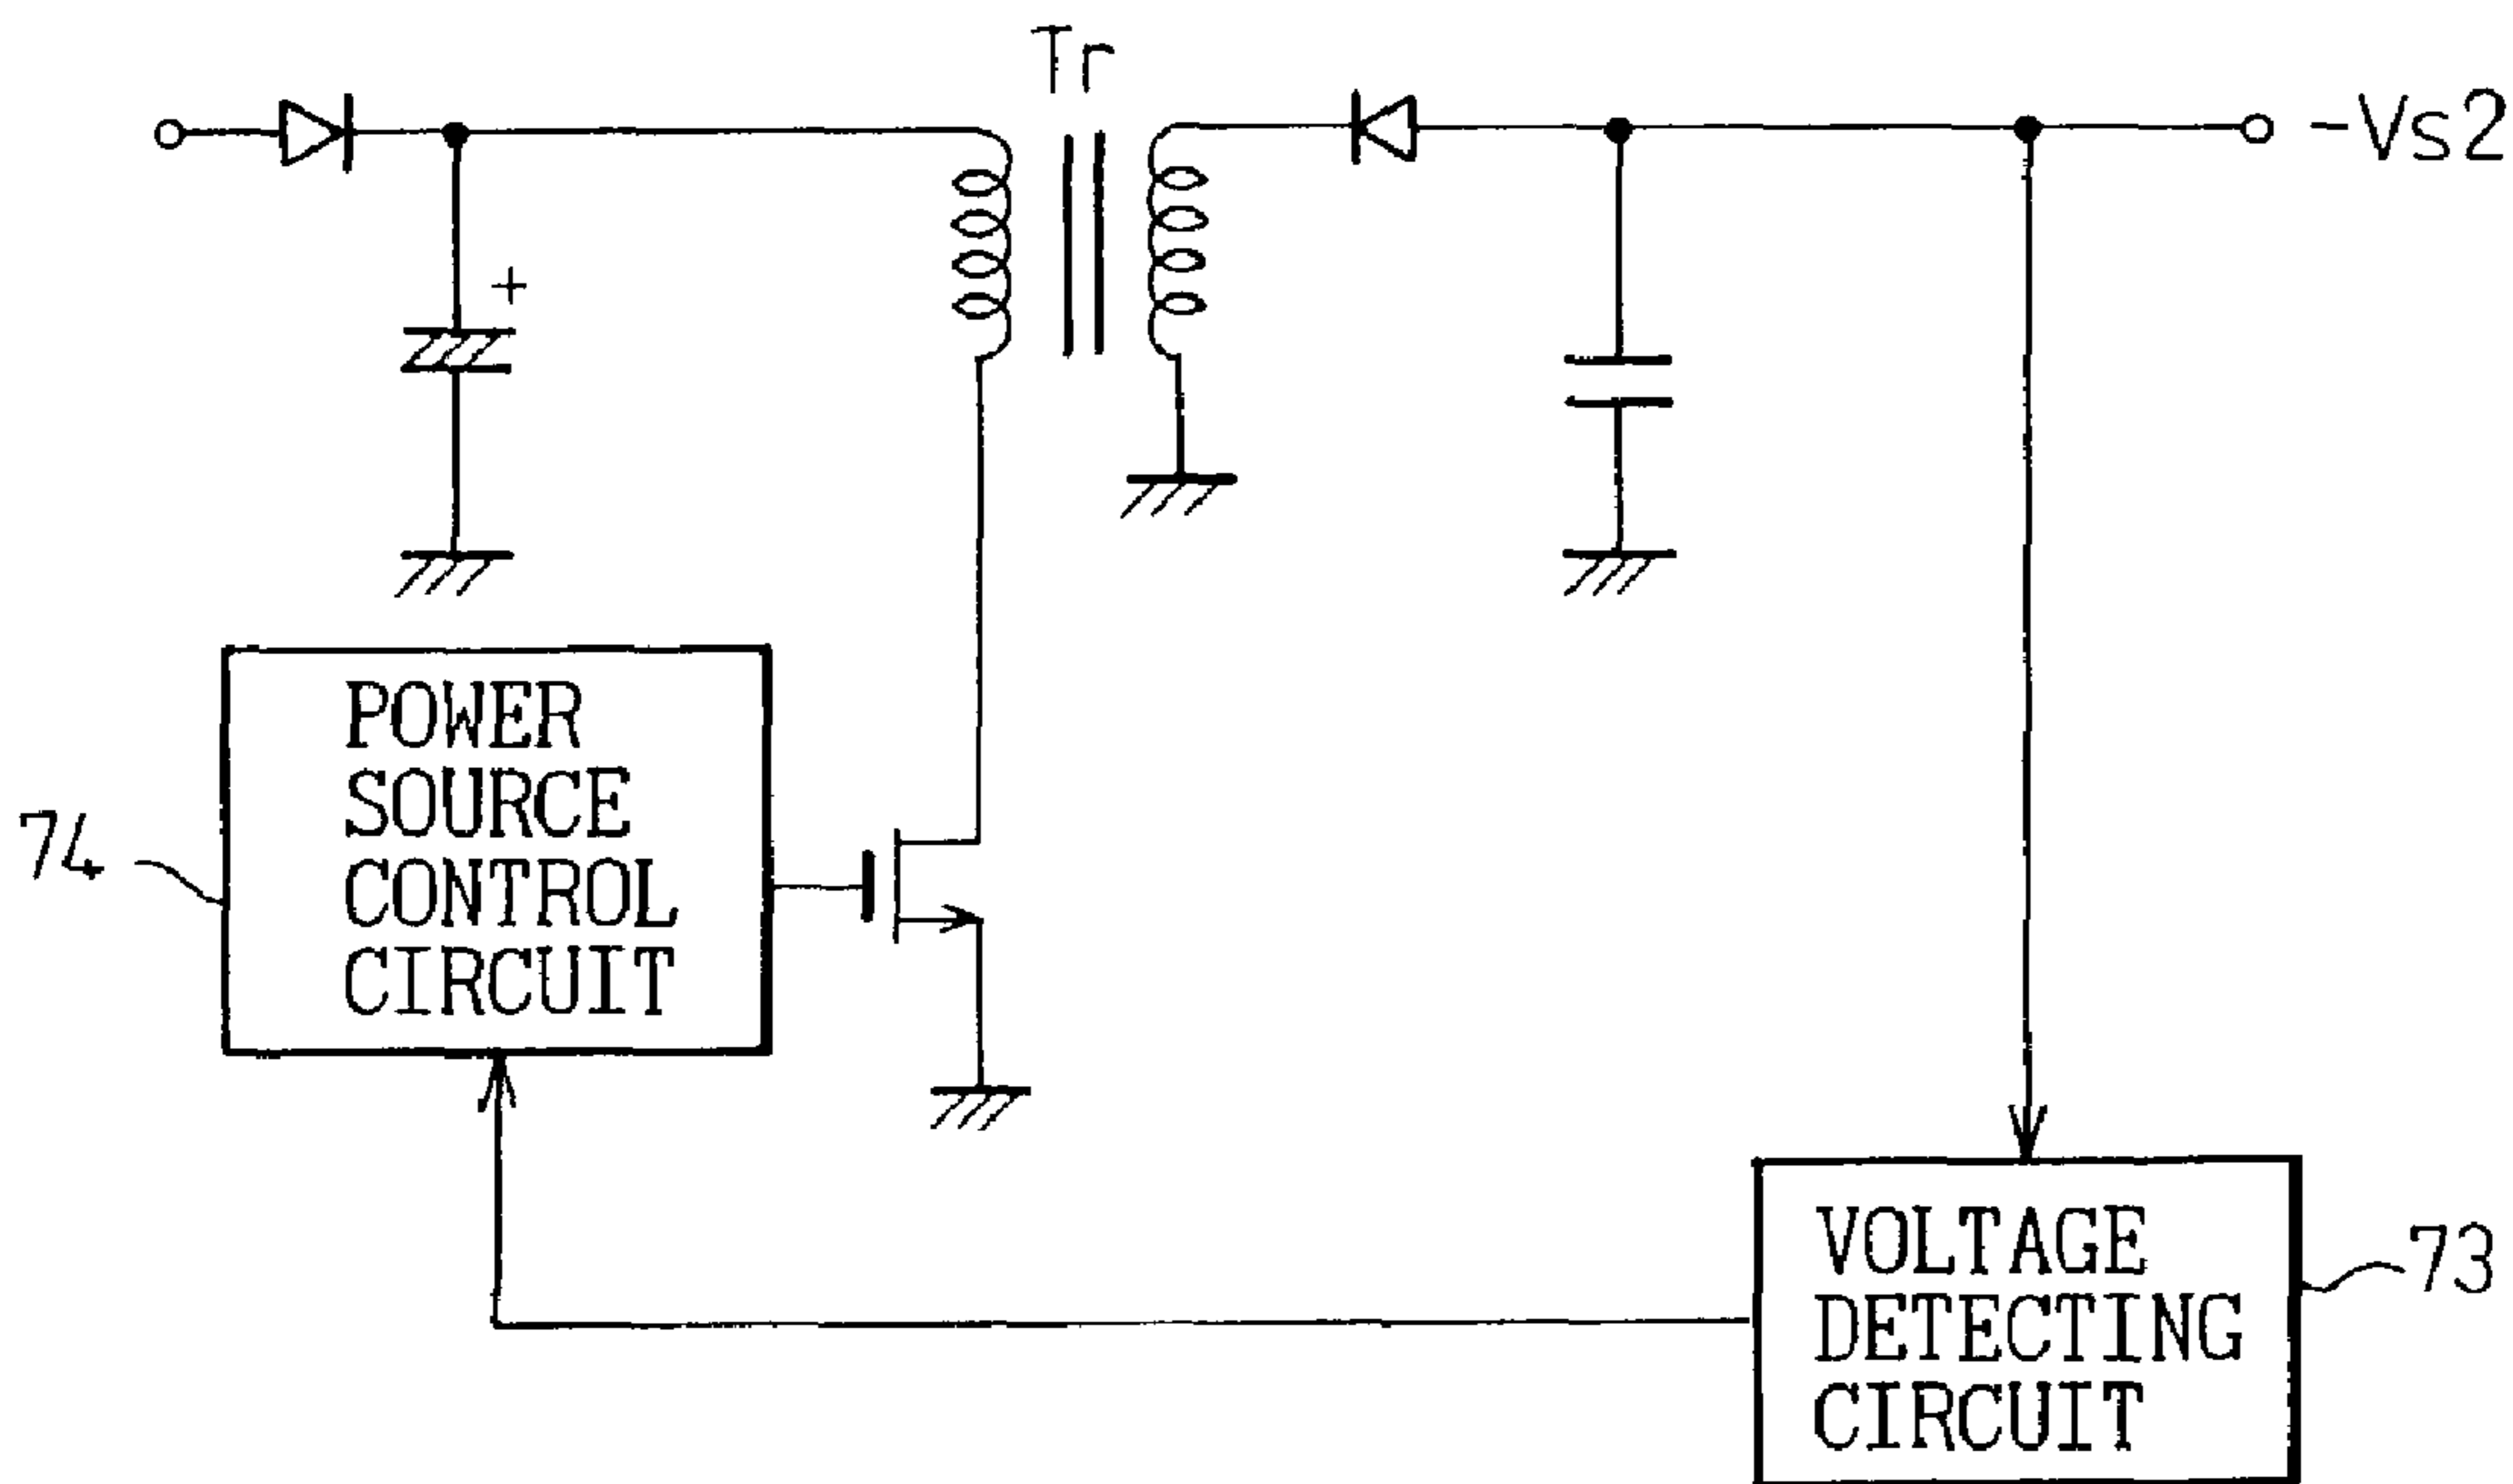 Tr
-Vs2
+
POWER
SOURCE
CONTROL
CIRCUIT
74
VOLTAGE
DETECTING
CIRCUIT
73